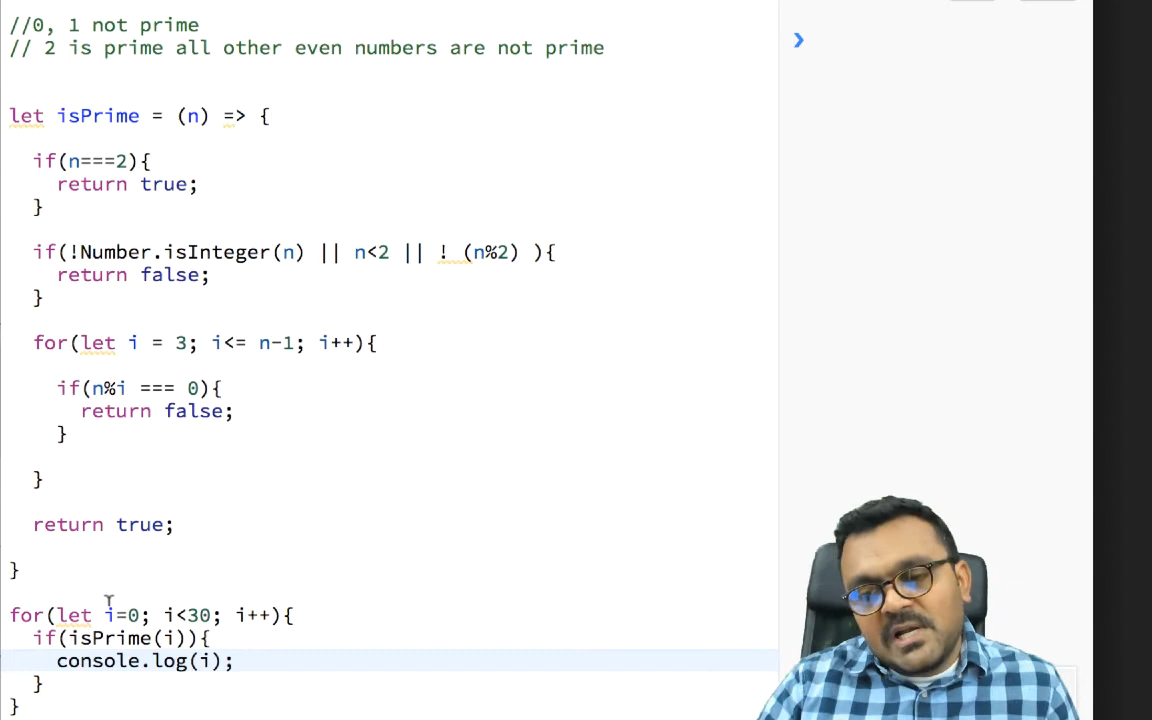 //0, 1 not prime
// 2 is prime all other even numbers are not prime
let isPrime = (n) => {
if(n===2){
return true;
}
if(!Number.isInteger(n) || n<2 || ! (n%2) ){
return false;
}
for(let i = 3; i<= n-1; i++){
if(n%i === 0){
return false;
}
}
return true;
}
for(let i=0; i<30; i++){
if(isPrime(i)){
console.log(i);
}
}